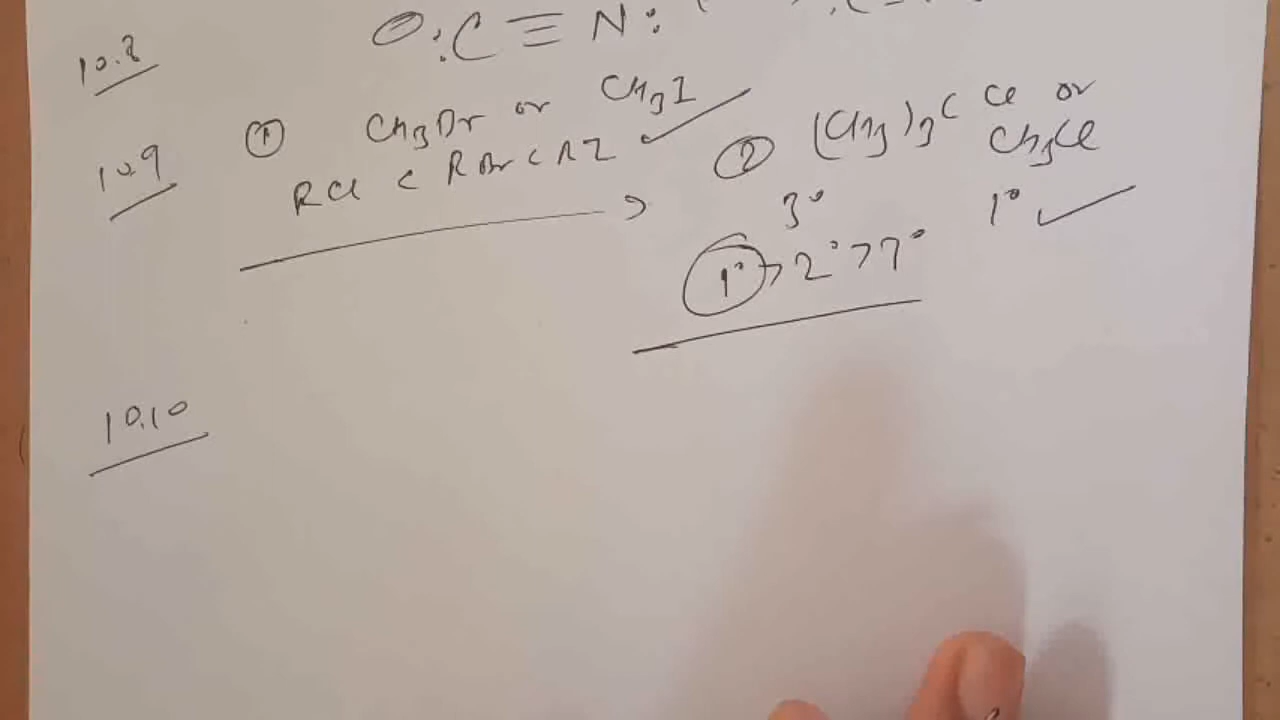 10.8 ⊖:C≡N:
10.9 ① CH3Br or CH3I ✓
RCl < RBr < RI
② (CH3)3C Cl or
CH3Cl
3° 1° ✓
1° > 2° > 7°
10.10